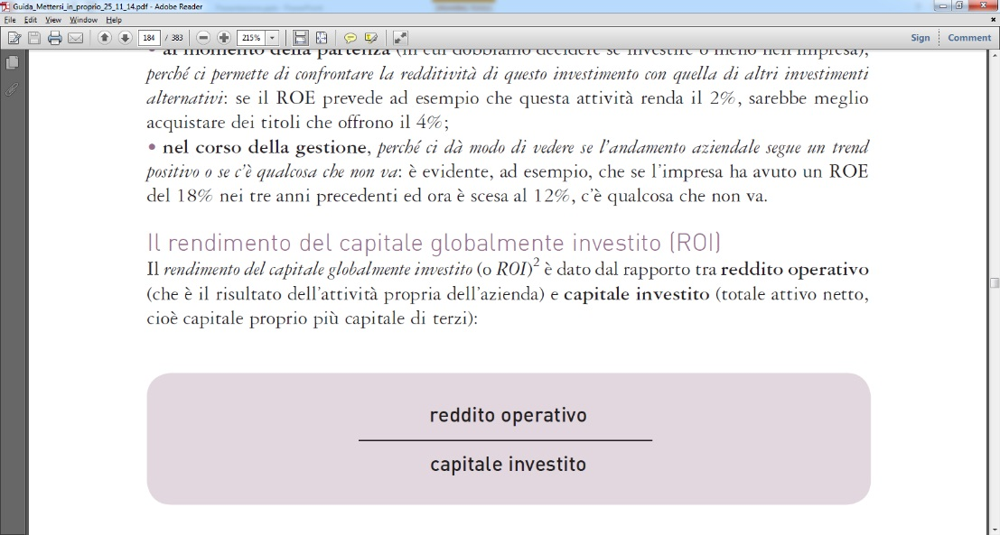 Guida_Mettersi_in_proprio_25_11_14.pdf - Adobe Reader
File Edit View Window Help
184 / 383 215% Sign Comment
• al momento della partenza (in cui dobbiamo decidere se investire o meno nell'impresa),
perché ci permette di confrontare la redditività di questo investimento con quella di altri investimenti
alternativi: se il ROE prevede ad esempio che questa attività renda il 2%, sarebbe meglio
acquistare dei titoli che offrono il 4%;
• nel corso della gestione, perché ci dà modo di vedere se l'andamento aziendale segue un trend
positivo o se c'è qualcosa che non va: è evidente, ad esempio, che se l'impresa ha avuto un ROE
del 18% nei tre anni precedenti ed ora è scesa al 12%, c'è qualcosa che non va.
Il rendimento del capitale globalmente investito (ROI)
Il rendimento del capitale globalmente investito (o ROI)² è dato dal rapporto tra reddito operativo
(che è il risultato dell'attività propria dell'azienda) e capitale investito (totale attivo netto,
cioè capitale proprio più capitale di terzi):
reddito operativo
capitale investito